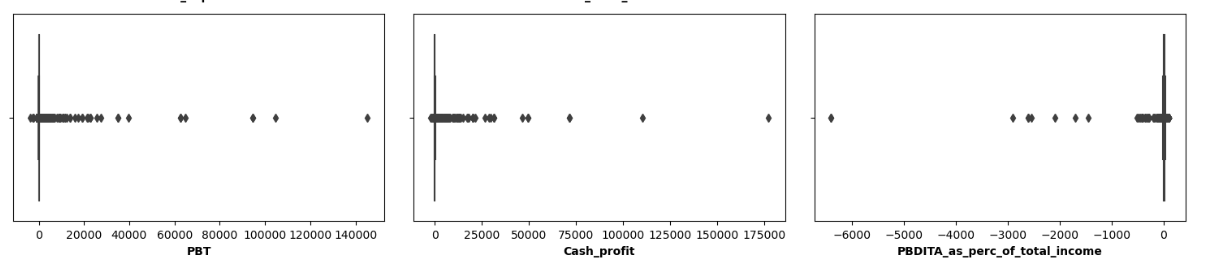 0 20000 40000 60000 80000 100000 120000 140000
PBT
0 25000 50000 75000 100000 125000 150000 175000
Cash_profit
−6000 −5000 −4000 −3000 −2000 −1000 0
PBDITA_as_perc_of_total_income